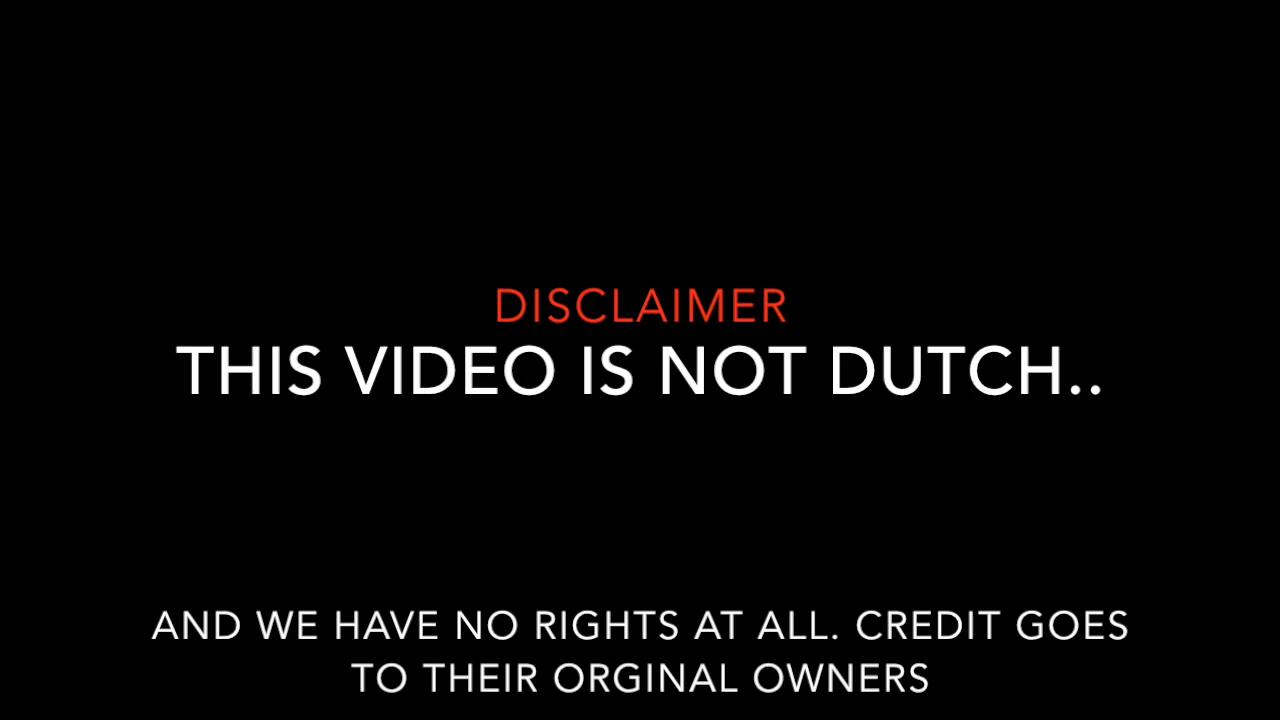 DISCLAIMER
THIS VIDEO IS NOT DUTCH..
AND WE HAVE NO RIGHTS AT ALL. CREDIT GOES
TO THEIR ORGINAL OWNERS